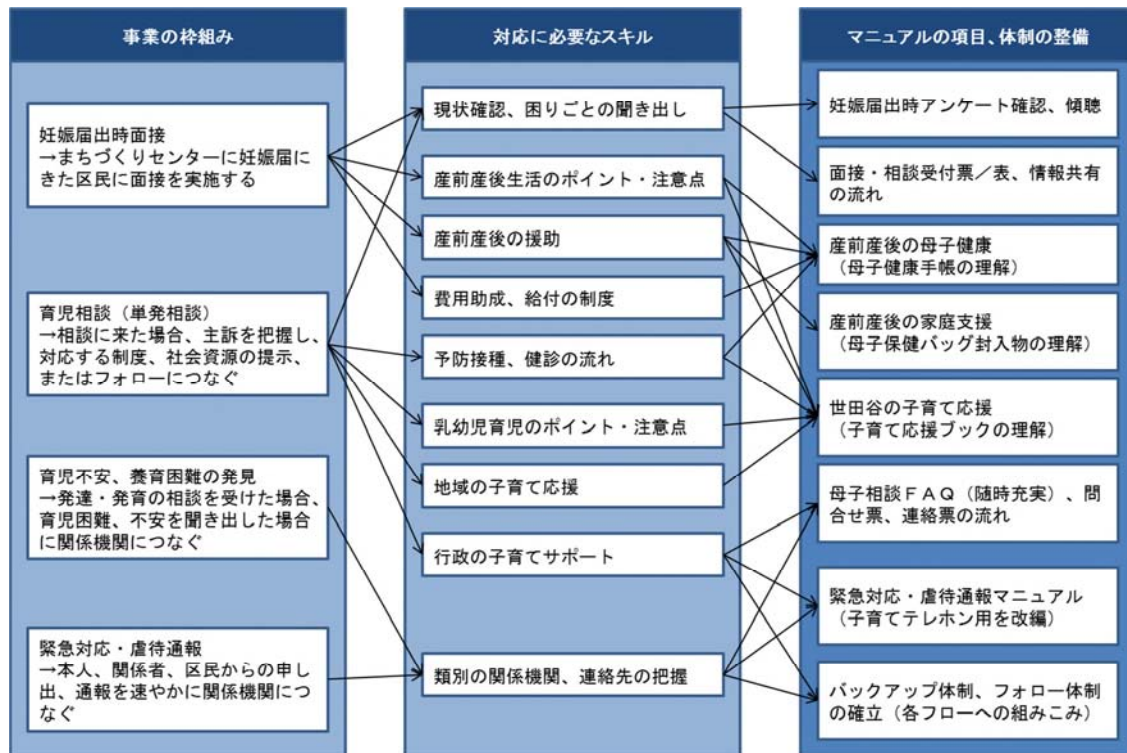 事業の枠組み
妊娠届出時面接
→まちづくりセンターに妊娠届に
きた区民に面接を実施する
育児相談（単発相談）
→相談に来た場合、主訴を把握し、
対応する制度、社会資源の提示、
またはフォローにつなぐ
育児不安、養育困難の発見
→発達・発育の相談を受けた場合、
育児困難、不安を聞き出した場合
に関係機関につなぐ
緊急対応・虐待通報
→本人、関係者、区民からの申し
出、通報を速やかに関係機関につ
なぐ
対応に必要なスキル
現状確認、困りごとの聞き出し
産前産後生活のポイント・注意点
産前産後の援助
費用助成、給付の制度
予防接種、健診の流れ
乳幼児育児のポイント・注意点
地域の子育て応援
行政の子育てサポート
類別の関係機関、連絡先の把握
マニュアルの項目、体制の整備
妊娠届出時アンケート確認、傾聴
面接・相談受付票／表、情報共有
の流れ
産前産後の母子健康
（母子健康手帳の理解）
産前産後の家庭支援
（母子保健バッグ封入物の理解）
世田谷の子育て応援
（子育て応援ブックの理解）
母子相談ＦＡＱ（随時充実）、問
合せ票、連絡票の流れ
緊急対応・虐待通報マニュアル
（子育てテレホン用を改編）
バックアップ体制、フォロー体制
の確立（各フローへの組みこみ）